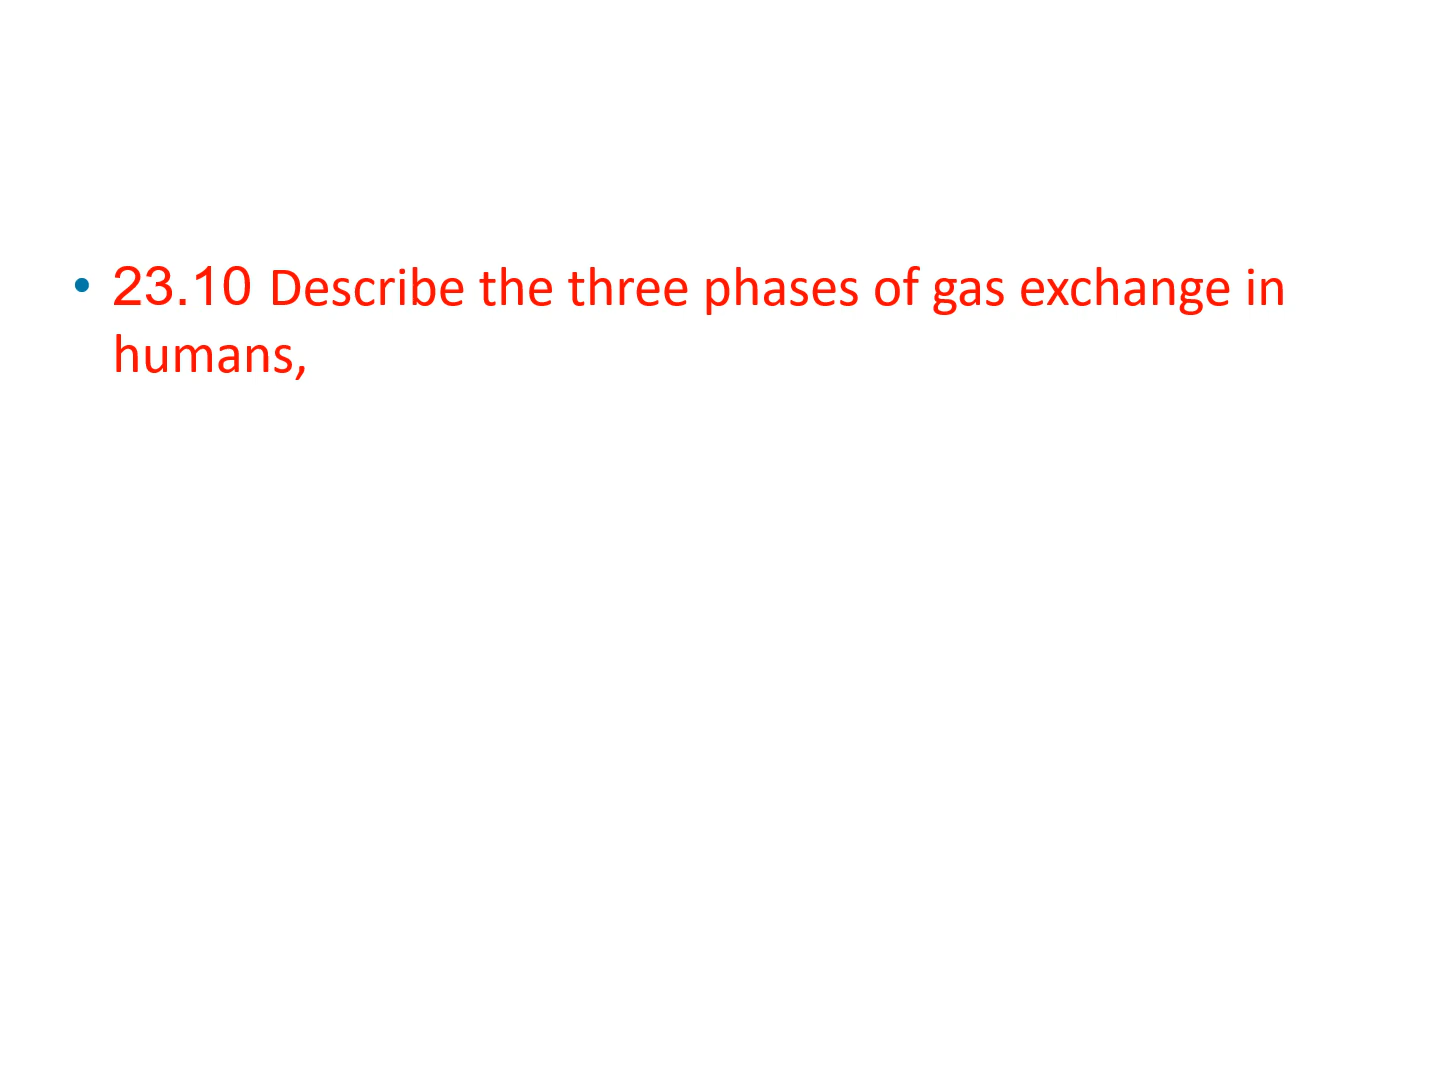 • 23.10 Describe the three phases of gas exchange in
humans,